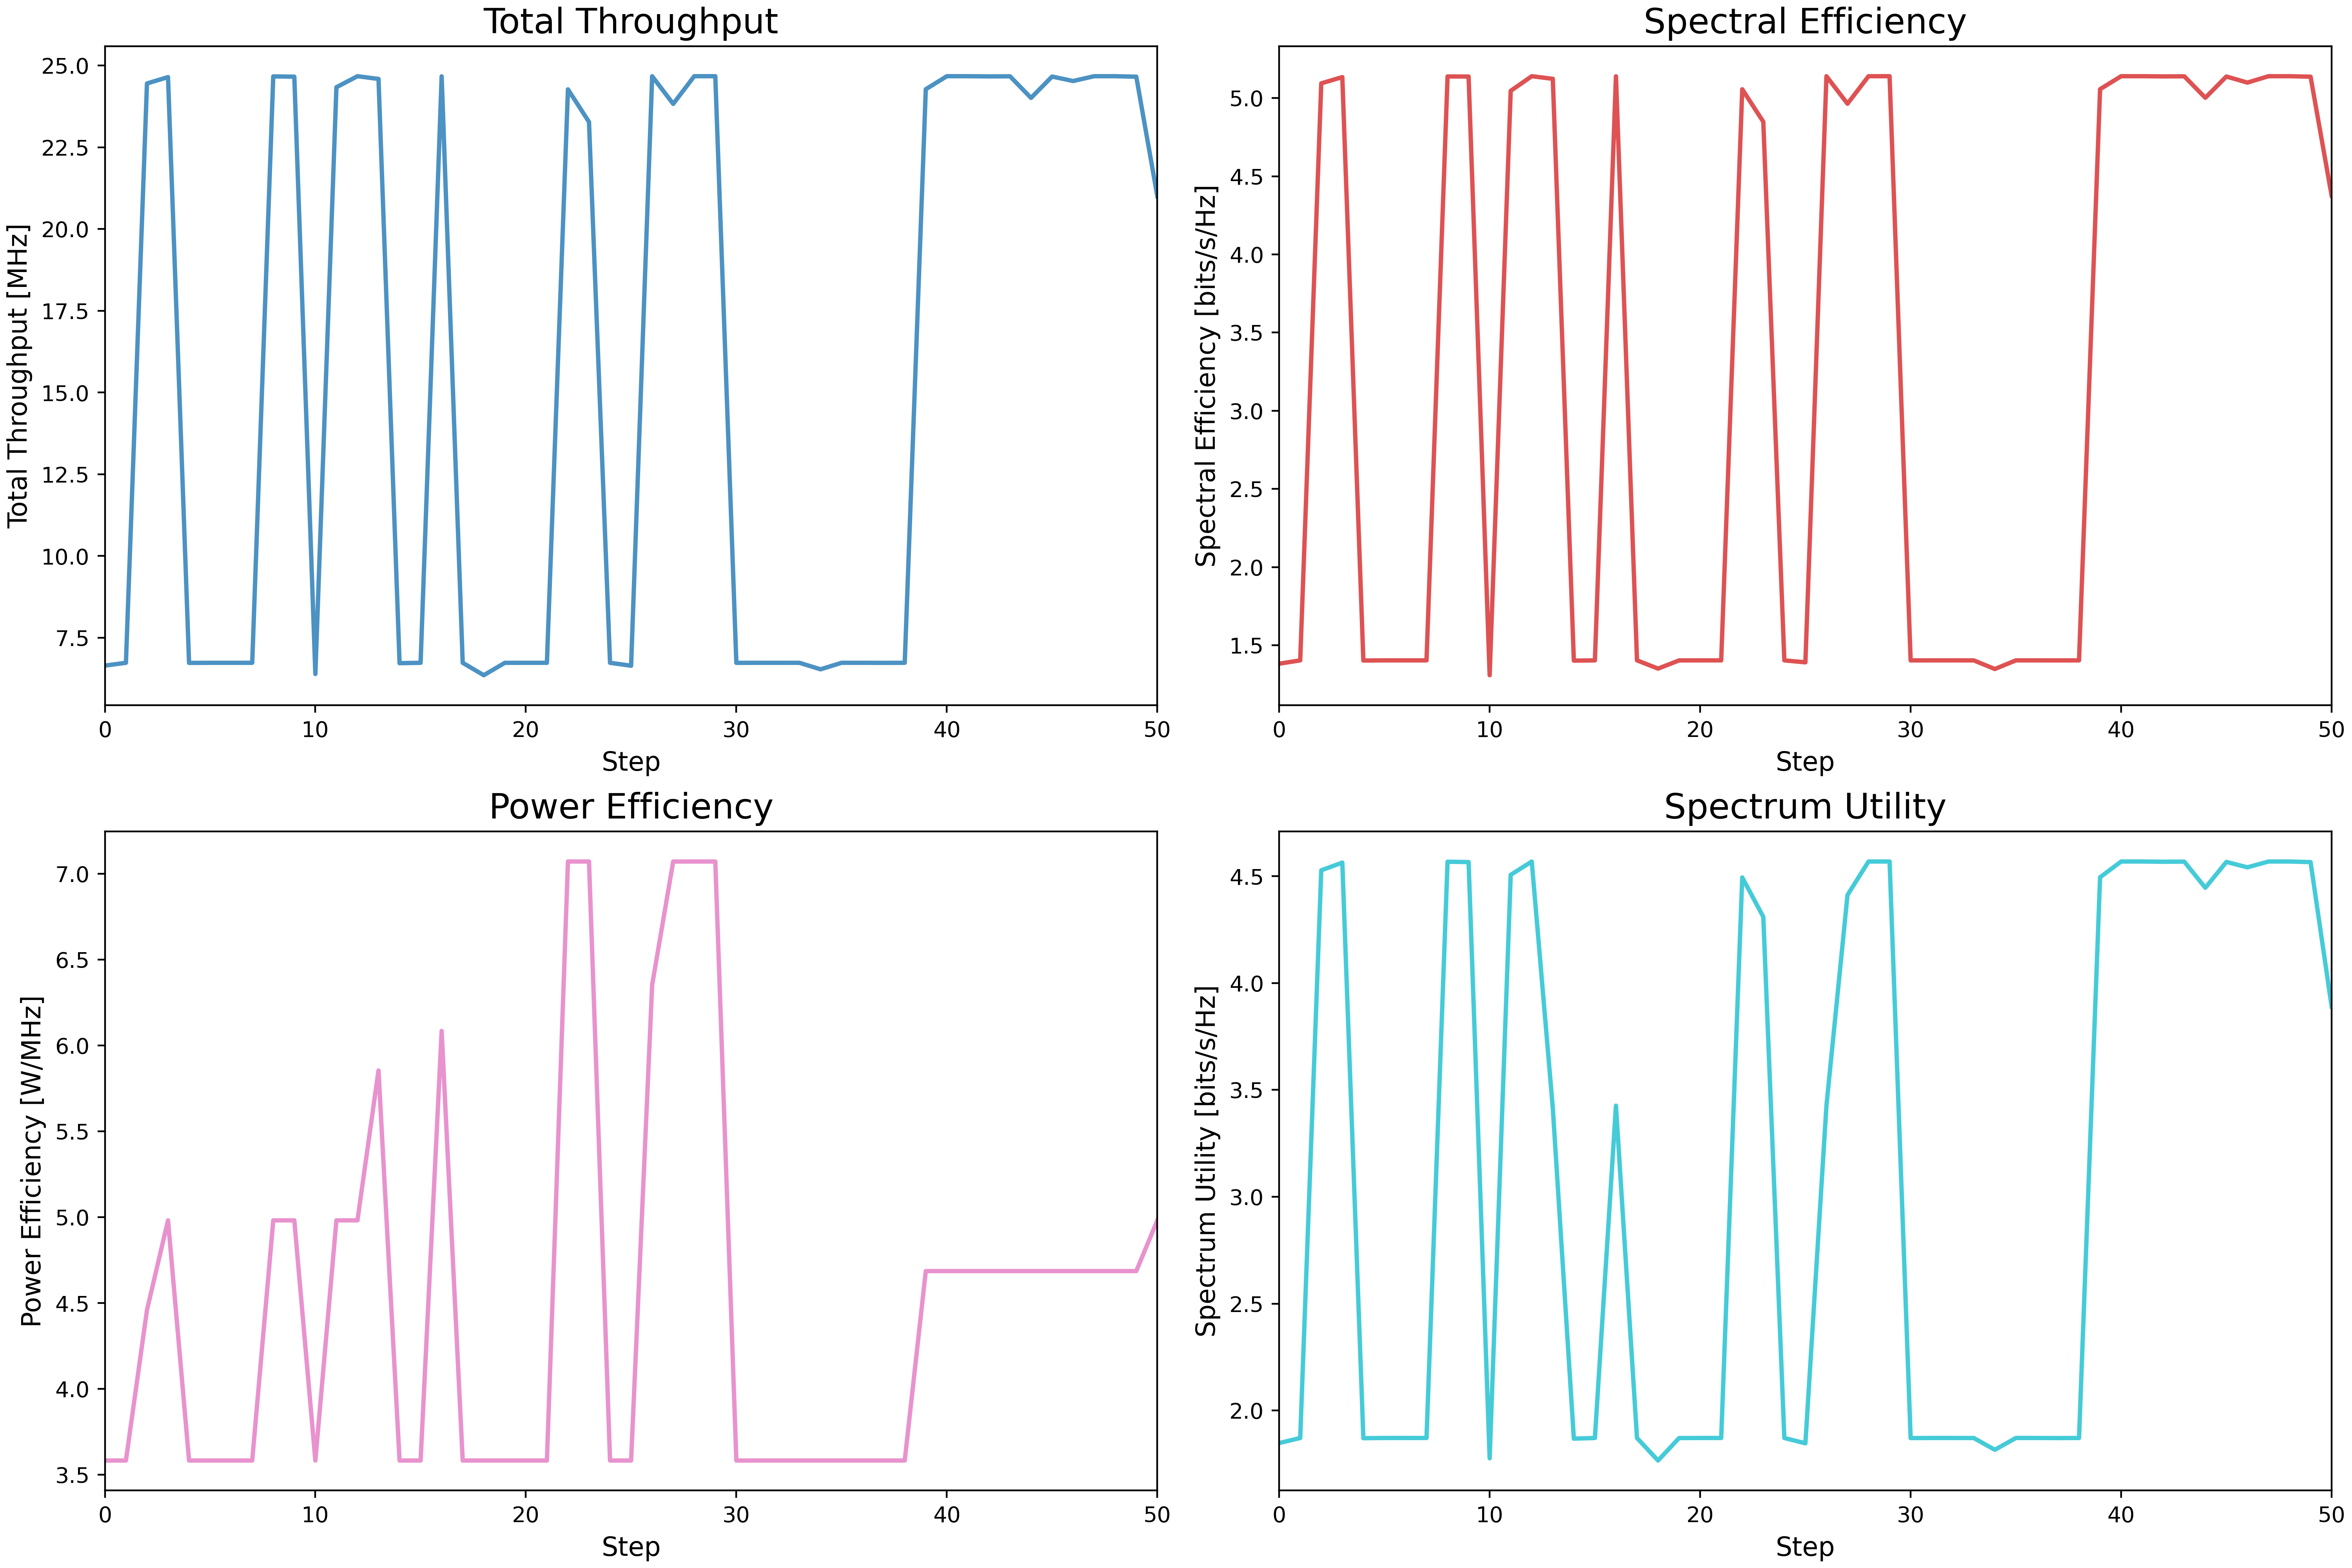 Total Throughput
Total Throughput [MHz]
25.0
22.5
20.0
17.5
15.0
12.5
10.0
7.5
0 10 20 30 40 50
Step
Spectral Efficiency
Spectral Efficiency [bits/s/Hz]
5.0
4.5
4.0
3.5
3.0
2.5
2.0
1.5
0 10 20 30 40 50
Step
Power Efficiency
Power Efficiency [W/MHz]
7.0
6.5
6.0
5.5
5.0
4.5
4.0
3.5
0 10 20 30 40 50
Step
Spectrum Utility
Spectrum Utility [bits/s/Hz]
4.5
4.0
3.5
3.0
2.5
2.0
0 10 20 30 40 50
Step